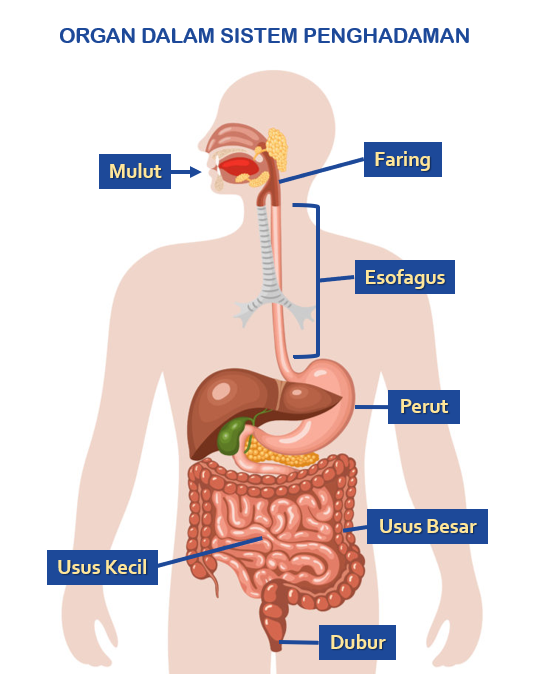 ORGAN DALAM SISTEM PENGHADAMAN
Mulut
Faring
Esofagus
Perut
Usus Besar
Usus Kecil
Dubur